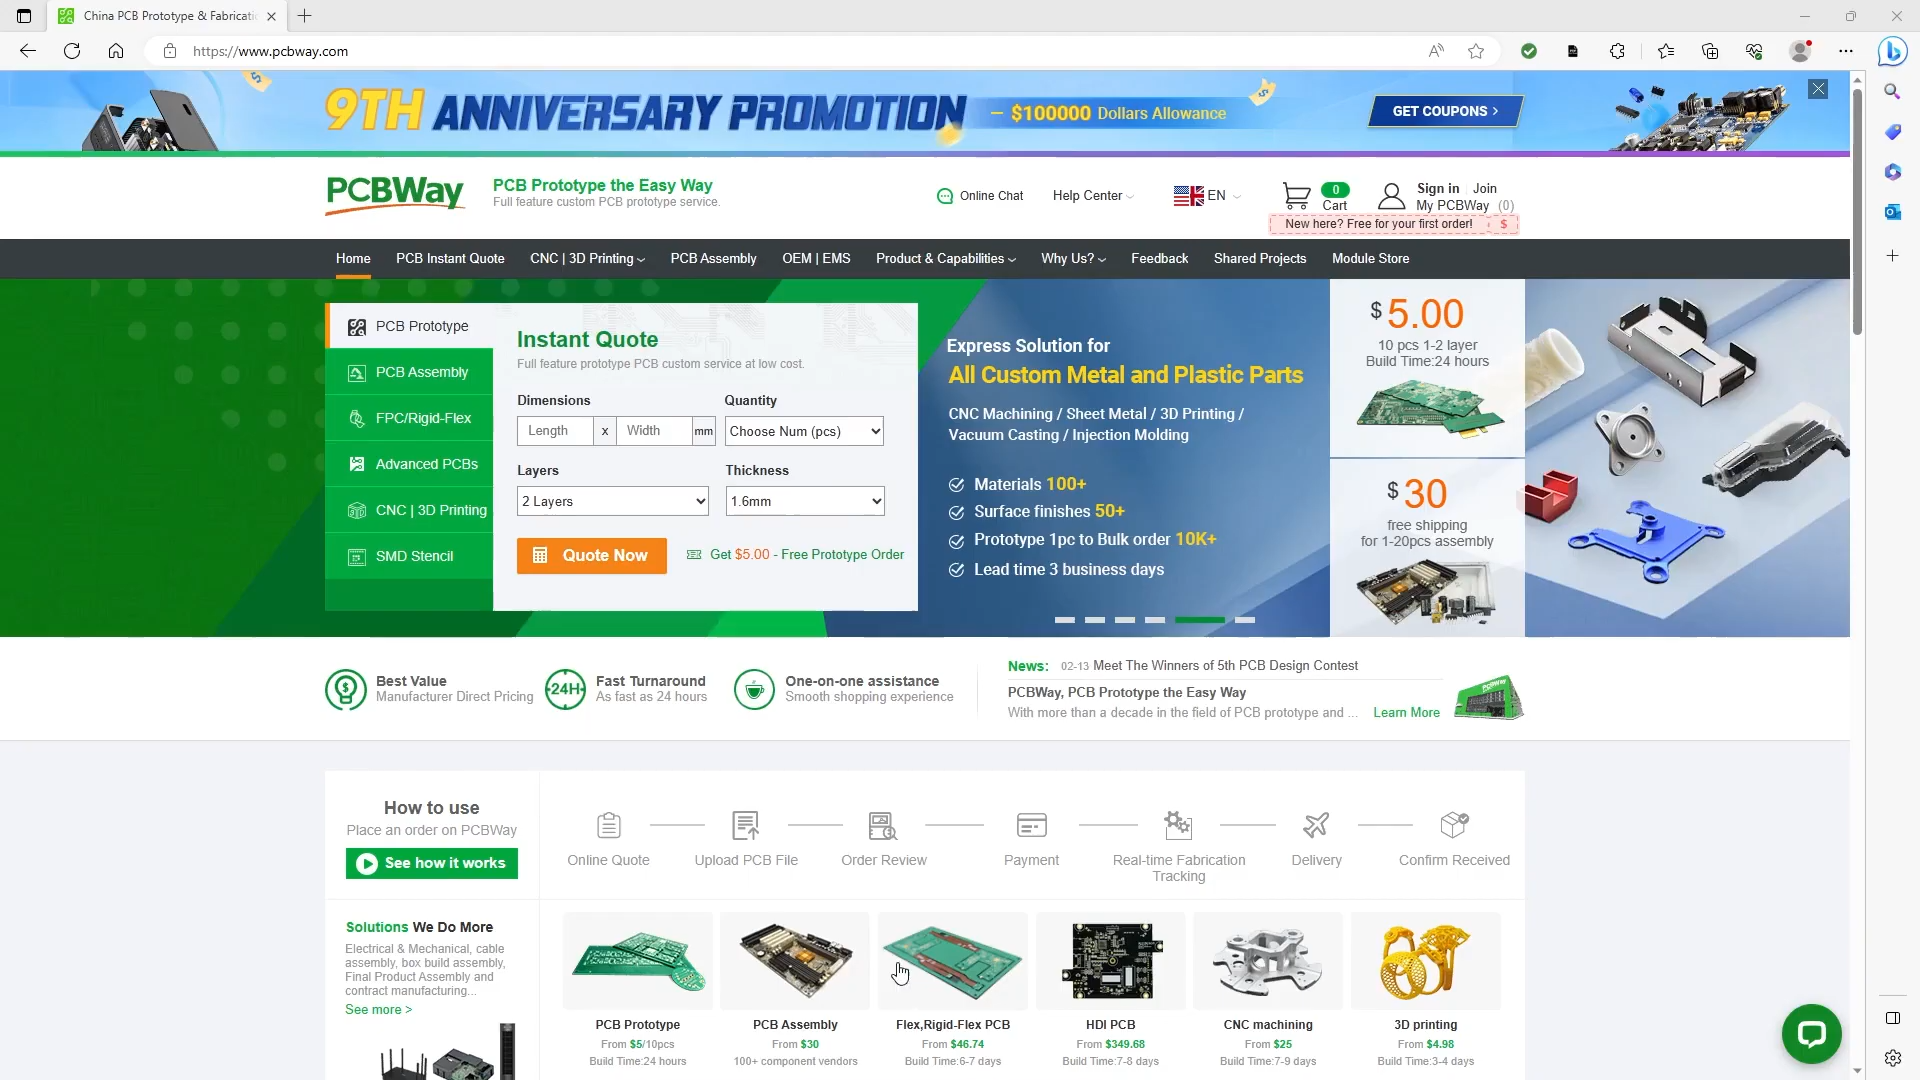 China PCB Prototype & Fabricati
https://www.pcbway.com
9TH ANNIVERSARY PROMOTION
– $100000 Dollars Allowance
GET COUPONS >
PCBWay
PCB Prototype the Easy Way
Full feature custom PCB prototype service.
Online Chat
Help Center
EN
0
Cart
Sign in
Join
My PCBWay (0)
New here? Free for your first order! $
Home
PCB Instant Quote
CNC | 3D Printing
PCB Assembly
OEM | EMS
Product & Capabilities
Why Us?
Feedback
Shared Projects
Module Store
PCB Prototype
PCB Assembly
FPC/Rigid-Flex
Advanced PCBs
CNC | 3D Printing
SMD Stencil
Instant Quote
Full feature prototype PCB custom service at low cost.
Dimensions
Quantity
Length x Width mm
Choose Num (pcs)
Layers
Thickness
2 Layers
1.6mm
Quote Now
Get $5.00 - Free Prototype Order
Express Solution for
All Custom Metal and Plastic Parts
CNC Machining / Sheet Metal / 3D Printing /
Vacuum Casting / Injection Molding
Materials 100+
Surface finishes 50+
Prototype 1pc to Bulk order 10K+
Lead time 3 business days
$ 5.00
10 pcs 1-2 layer
Build Time:24 hours
$ 30
free shipping
for 1-20pcs assembly
Best Value
Manufacturer Direct Pricing
24H
Fast Turnaround
As fast as 24 hours
One-on-one assistance
Smooth shopping experience
News: 02-13 Meet The Winners of 5th PCB Design Contest
PCBWay, PCB Prototype the Easy Way
With more than a decade in the field of PCB prototype and ... Learn More
How to use
Place an order on PCBWay
See how it works
Online Quote
Upload PCB File
Order Review
Payment
Real-time Fabrication
Tracking
Delivery
Confirm Received
Solutions We Do More
Electrical & Mechanical, cable
assembly, box build assembly,
Final Product Assembly and
contract manufacturing...
See more >
PCB Prototype
From $5/10pcs
Build Time:24 hours
PCB Assembly
From $30
100+ component vendors
Flex,Rigid-Flex PCB
From $46.74
Build Time:6-7 days
HDI PCB
From $349.68
Build Time:7-8 days
CNC machining
From $25
Build Time:7-9 days
3D printing
From $4.98
Build Time:3-4 days